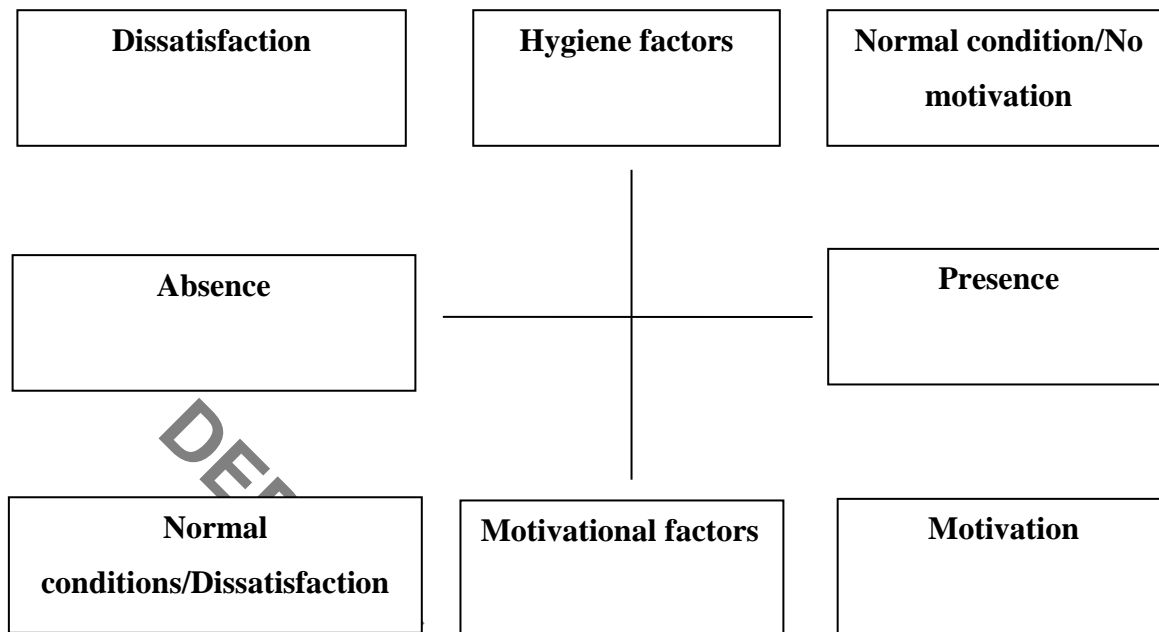 Dissatisfaction
Hygiene factors
Normal condition/No
motivation
Absence
Presence
Normal
conditions/Dissatisfaction
Motivational factors
Motivation